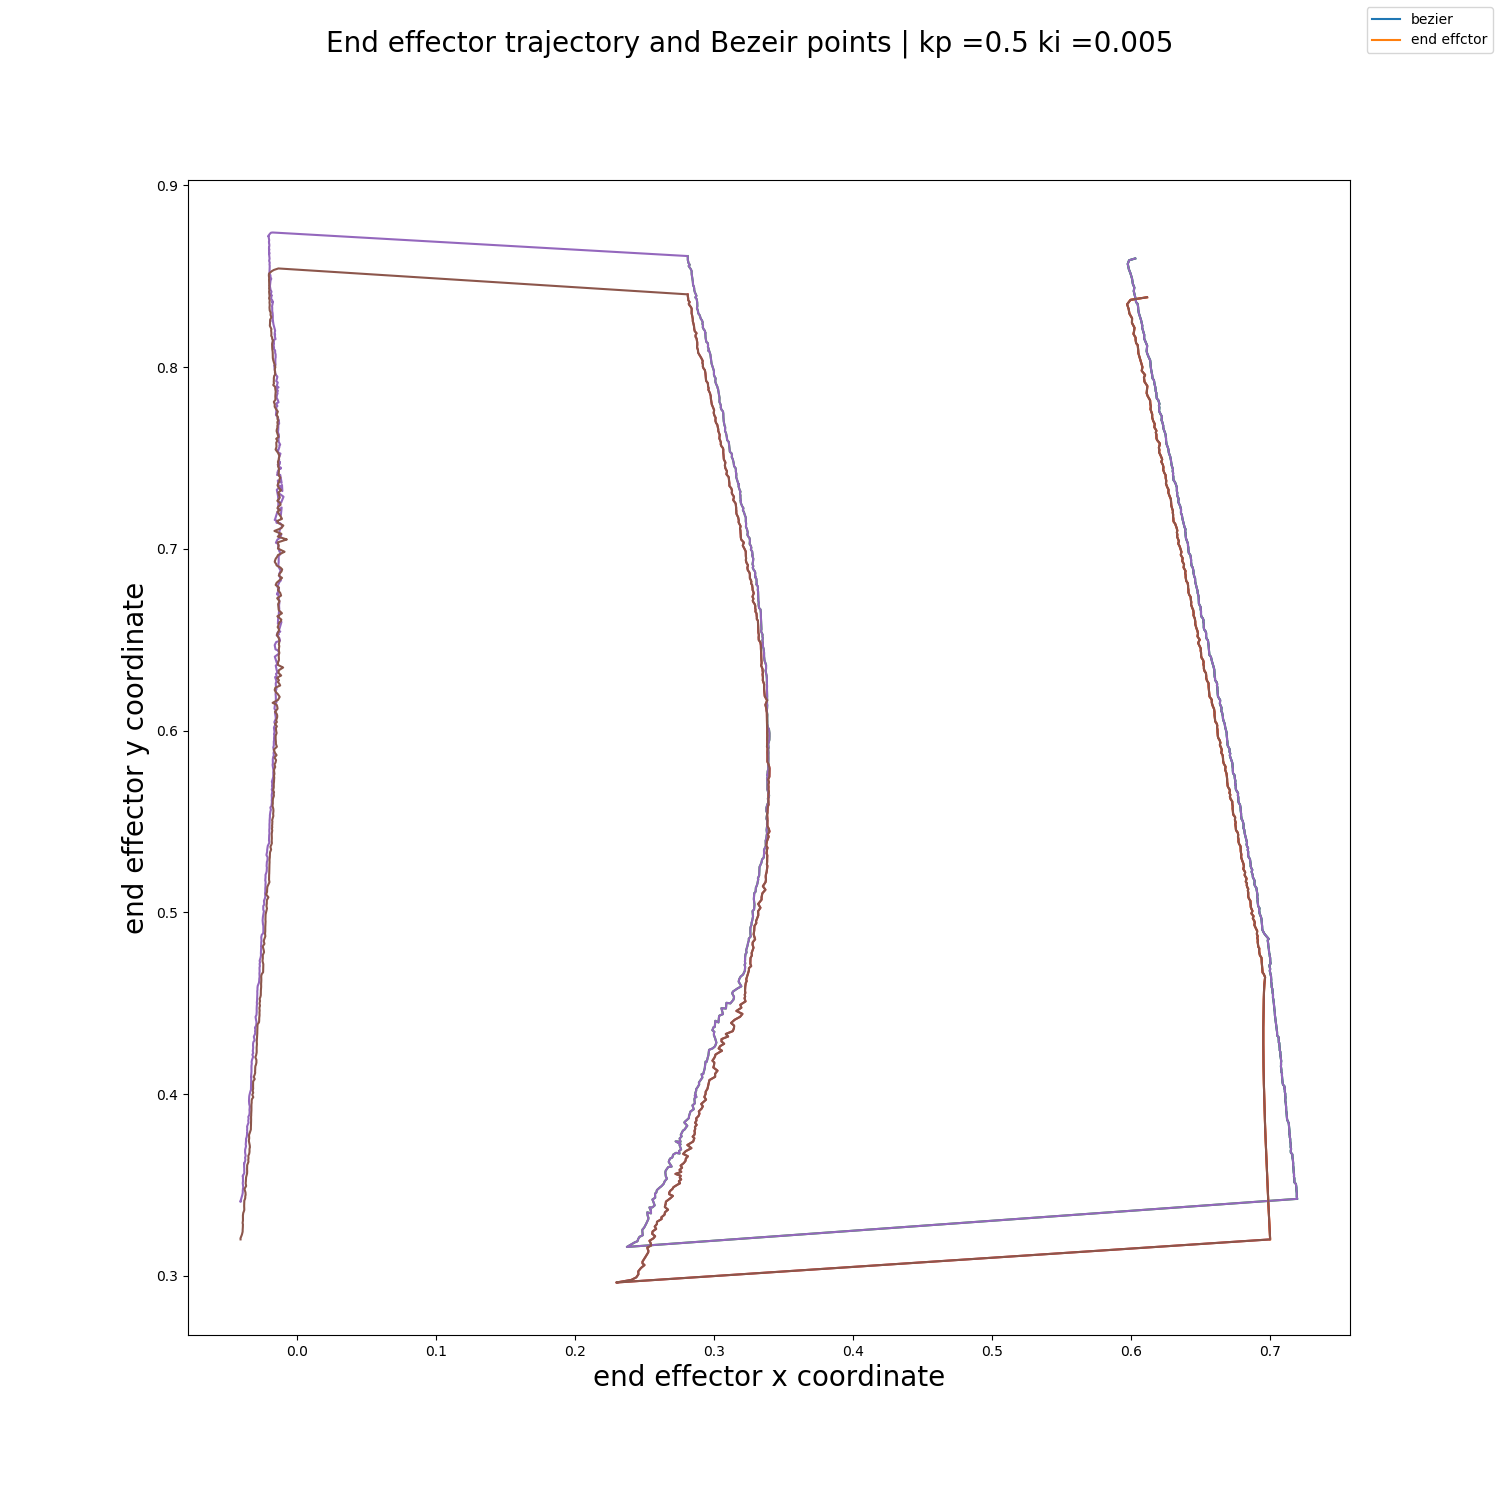 End effector trajectory and Bezeir points | kp =0.5 ki =0.005
bezier
end effctor
0.9
0.8
0.7
0.6
0.5
0.4
0.3
end effector y coordinate
0.0 0.1 0.2 0.3 0.4 0.5 0.6 0.7
end effector x coordinate